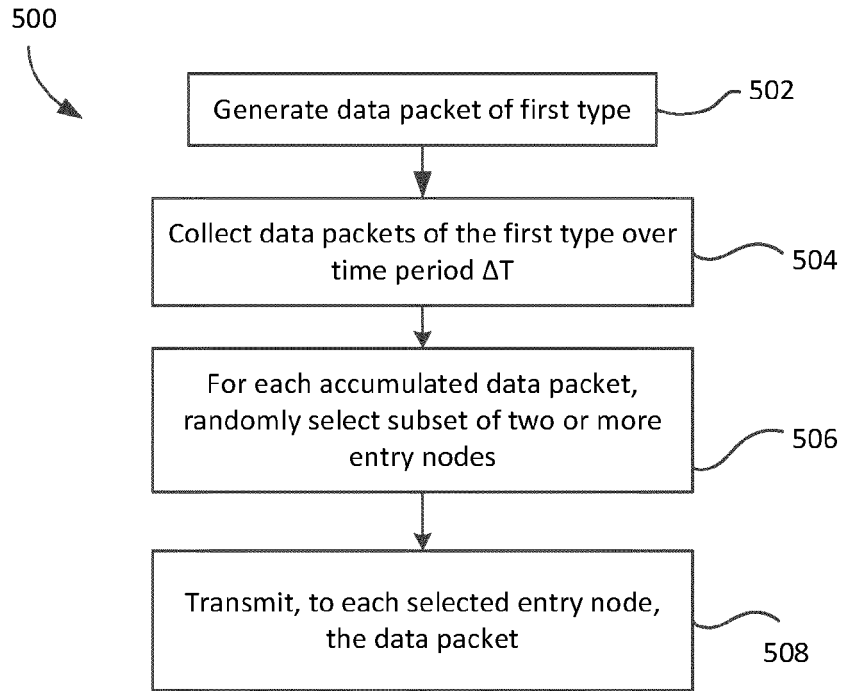 500
Generate data packet of first type
502
Collect data packets of the first type over
time period ΔT
504
For each accumulated data packet,
randomly select subset of two or more
entry nodes
506
Transmit, to each selected entry node,
the data packet
508